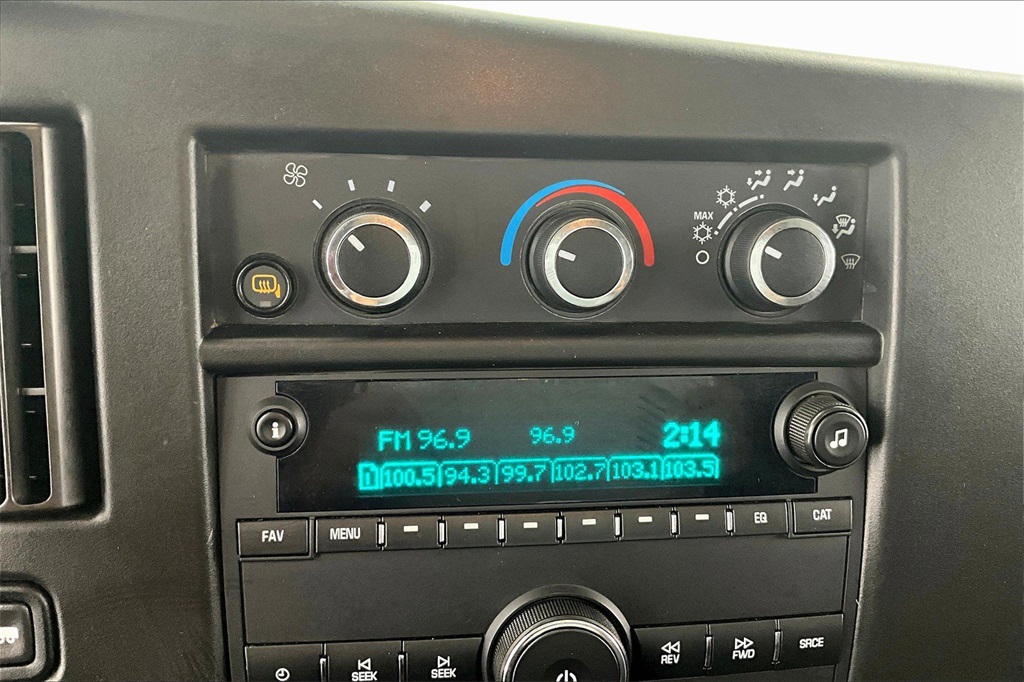 MAX
i
FM 96.9 96.9 2:14
1 100.5 94.3 99.7 102.7 103.1 103.5
FAV MENU EQ CAT
SEEK SEEK REV FWD SRCE